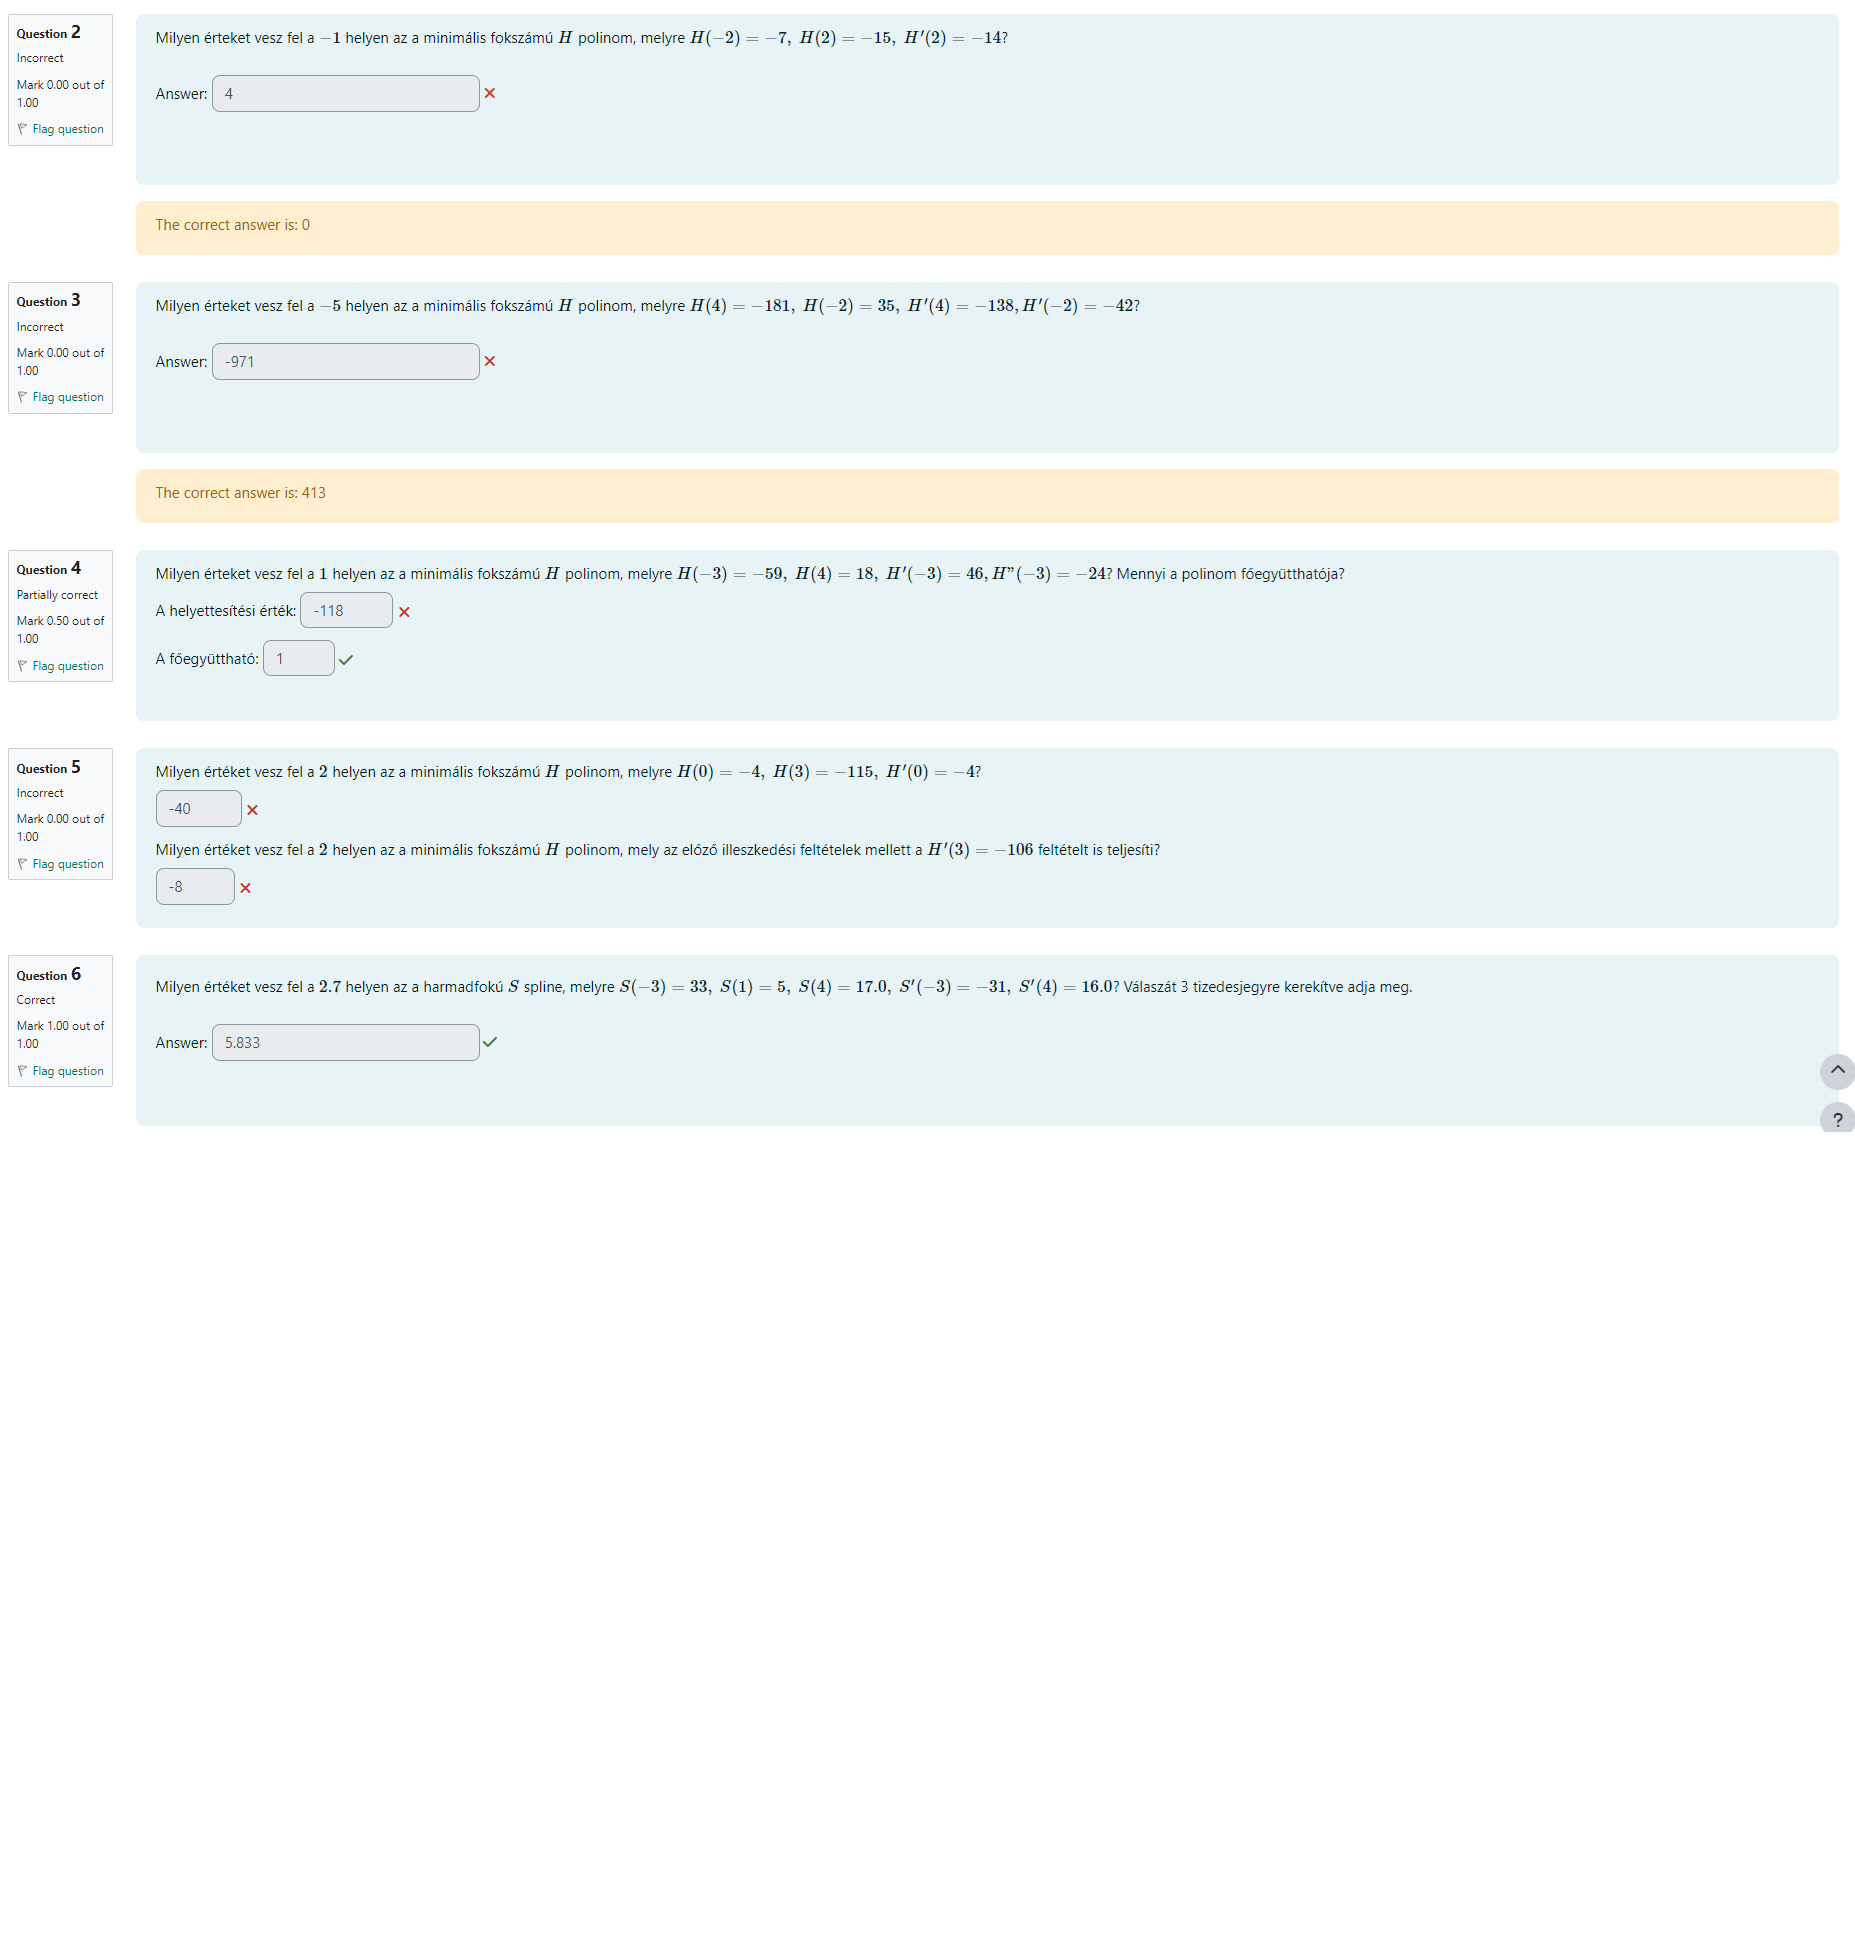 Question 2
Incorrect
Mark 0.00 out of
1.00
Flag question
Milyen érteket vesz fel a −1 helyen az a minimális fokszámú H polinom, melyre H(−2) = −7, H(2) = −15, H′(2) = −14?
Answer: 4
The correct answer is: 0
Question 3
Incorrect
Mark 0.00 out of
1.00
Flag question
Milyen érteket vesz fel a −5 helyen az a minimális fokszámú H polinom, melyre H(4) = −181, H(−2) = 35, H′(4) = −138, H′(−2) = −42?
Answer: -971
The correct answer is: 413
Question 4
Partially correct
Mark 0.50 out of
1.00
Flag question
Milyen érteket vesz fel a 1 helyen az a minimális fokszámú H polinom, melyre H(−3) = −59, H(4) = 18, H′(−3) = 46, H”(−3) = −24? Mennyi a polinom főegyütthatója?
A helyettesítési érték: -118
A főegyüttható: 1
Question 5
Incorrect
Mark 0.00 out of
1.00
Flag question
Milyen értéket vesz fel a 2 helyen az a minimális fokszámú H polinom, melyre H(0) = −4, H(3) = −115, H′(0) = −4?
-40
Milyen értéket vesz fel a 2 helyen az a minimális fokszámú H polinom, mely az előző illeszkedési feltételek mellett a H′(3) = −106 feltételt is teljesíti?
-8
Question 6
Correct
Mark 1.00 out of
1.00
Flag question
Milyen értéket vesz fel a 2.7 helyen az a harmadfokú S spline, melyre S(−3) = 33, S(1) = 5, S(4) = 17.0, S′(−3) = −31, S′(4) = 16.0? Válaszát 3 tizedesjegyre kerekítve adja meg.
Answer: 5.833
?